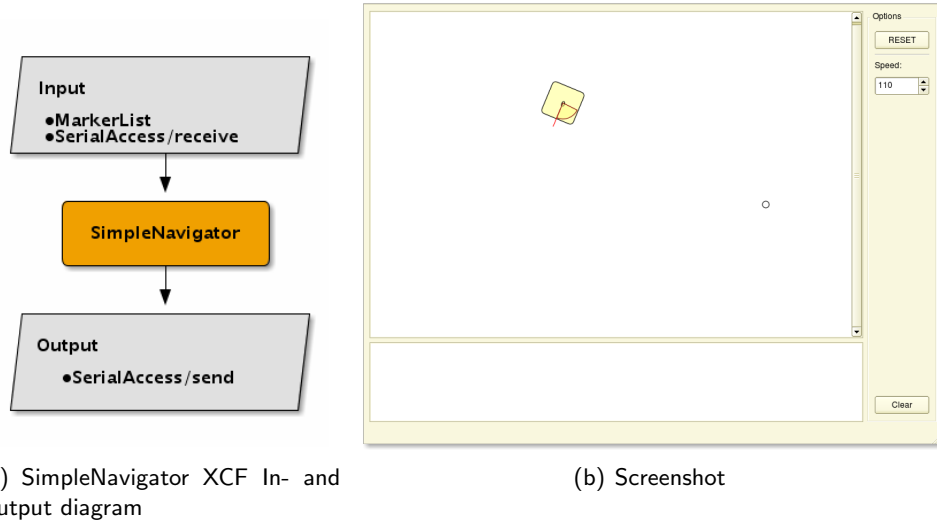 Input
●MarkerList
●SerialAccess/receive
SimpleNavigator
Output
●SerialAccess/send
) SimpleNavigator XCF In- and
utput diagram
Options
RESET
Speed:
110
Clear
(b) Screenshot